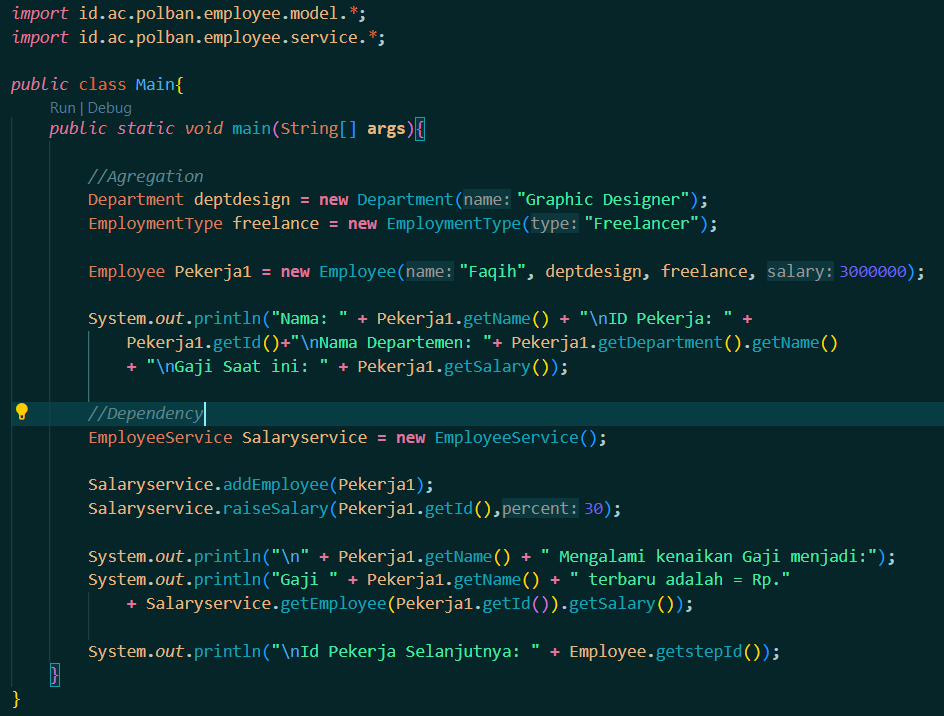 import id.ac.polban.employee.model.*;
import id.ac.polban.employee.service.*;
public class Main{
Run | Debug
public static void main(String[] args){
//Agregation
Department deptdesign = new Department(name: "Graphic Designer");
EmploymentType freelance = new EmploymentType(type: "Freelancer");
Employee Pekerja1 = new Employee(name: "Faqih", deptdesign, freelance, salary: 3000000);
System.out.println("Nama: " + Pekerja1.getName() + "\nID Pekerja: " +
Pekerja1.getId()+"\nNama Departemen: "+ Pekerja1.getDepartment().getName()
+ "\nGaji Saat ini: " + Pekerja1.getSalary());
//Dependency
EmployeeService Salaryservice = new EmployeeService();
Salaryservice.addEmployee(Pekerja1);
Salaryservice.raiseSalary(Pekerja1.getId(),percent: 30);
System.out.println("\n" + Pekerja1.getName() + " Mengalami kenaikan Gaji menjadi:");
System.out.println("Gaji " + Pekerja1.getName() + " terbaru adalah = Rp."
+ Salaryservice.getEmployee(Pekerja1.getId()).getSalary());
System.out.println("\nId Pekerja Selanjutnya: " + Employee.getstepId());
}
}